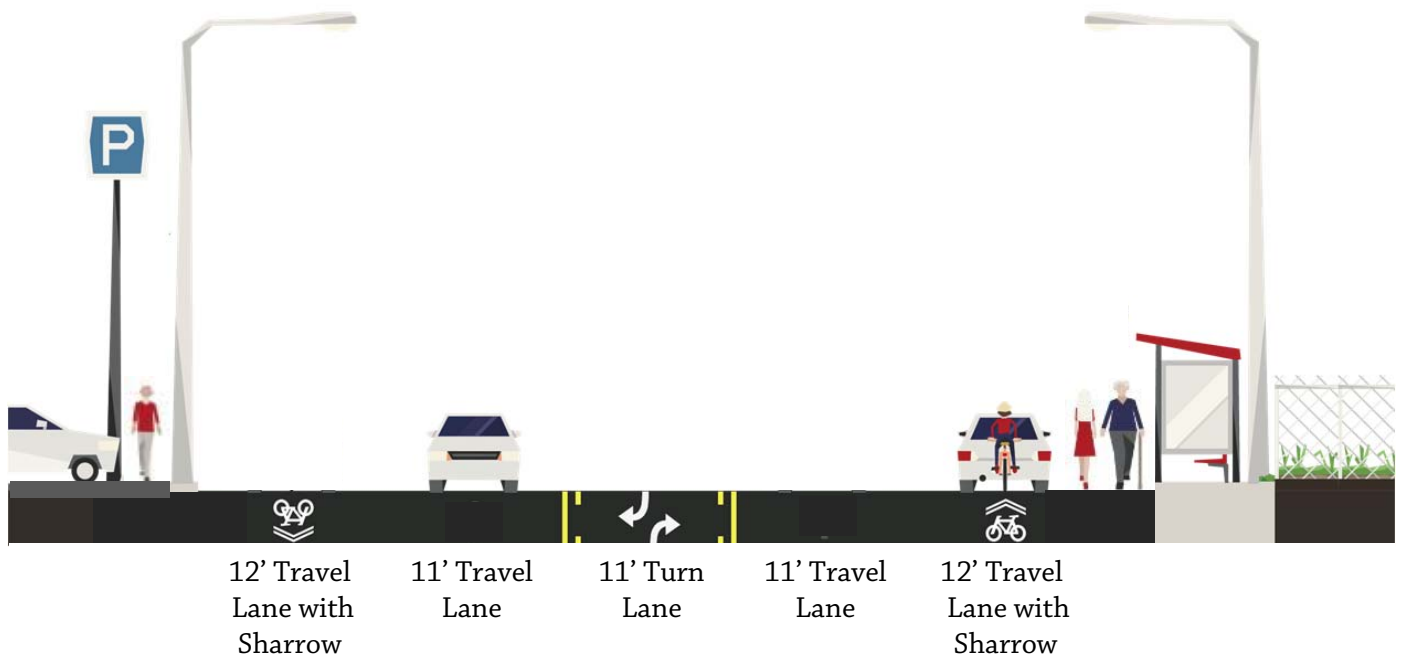 P
12’ Travel
Lane with
Sharrow
11’ Travel
Lane
11’ Turn
Lane
11’ Travel
Lane
12’ Travel
Lane with
Sharrow